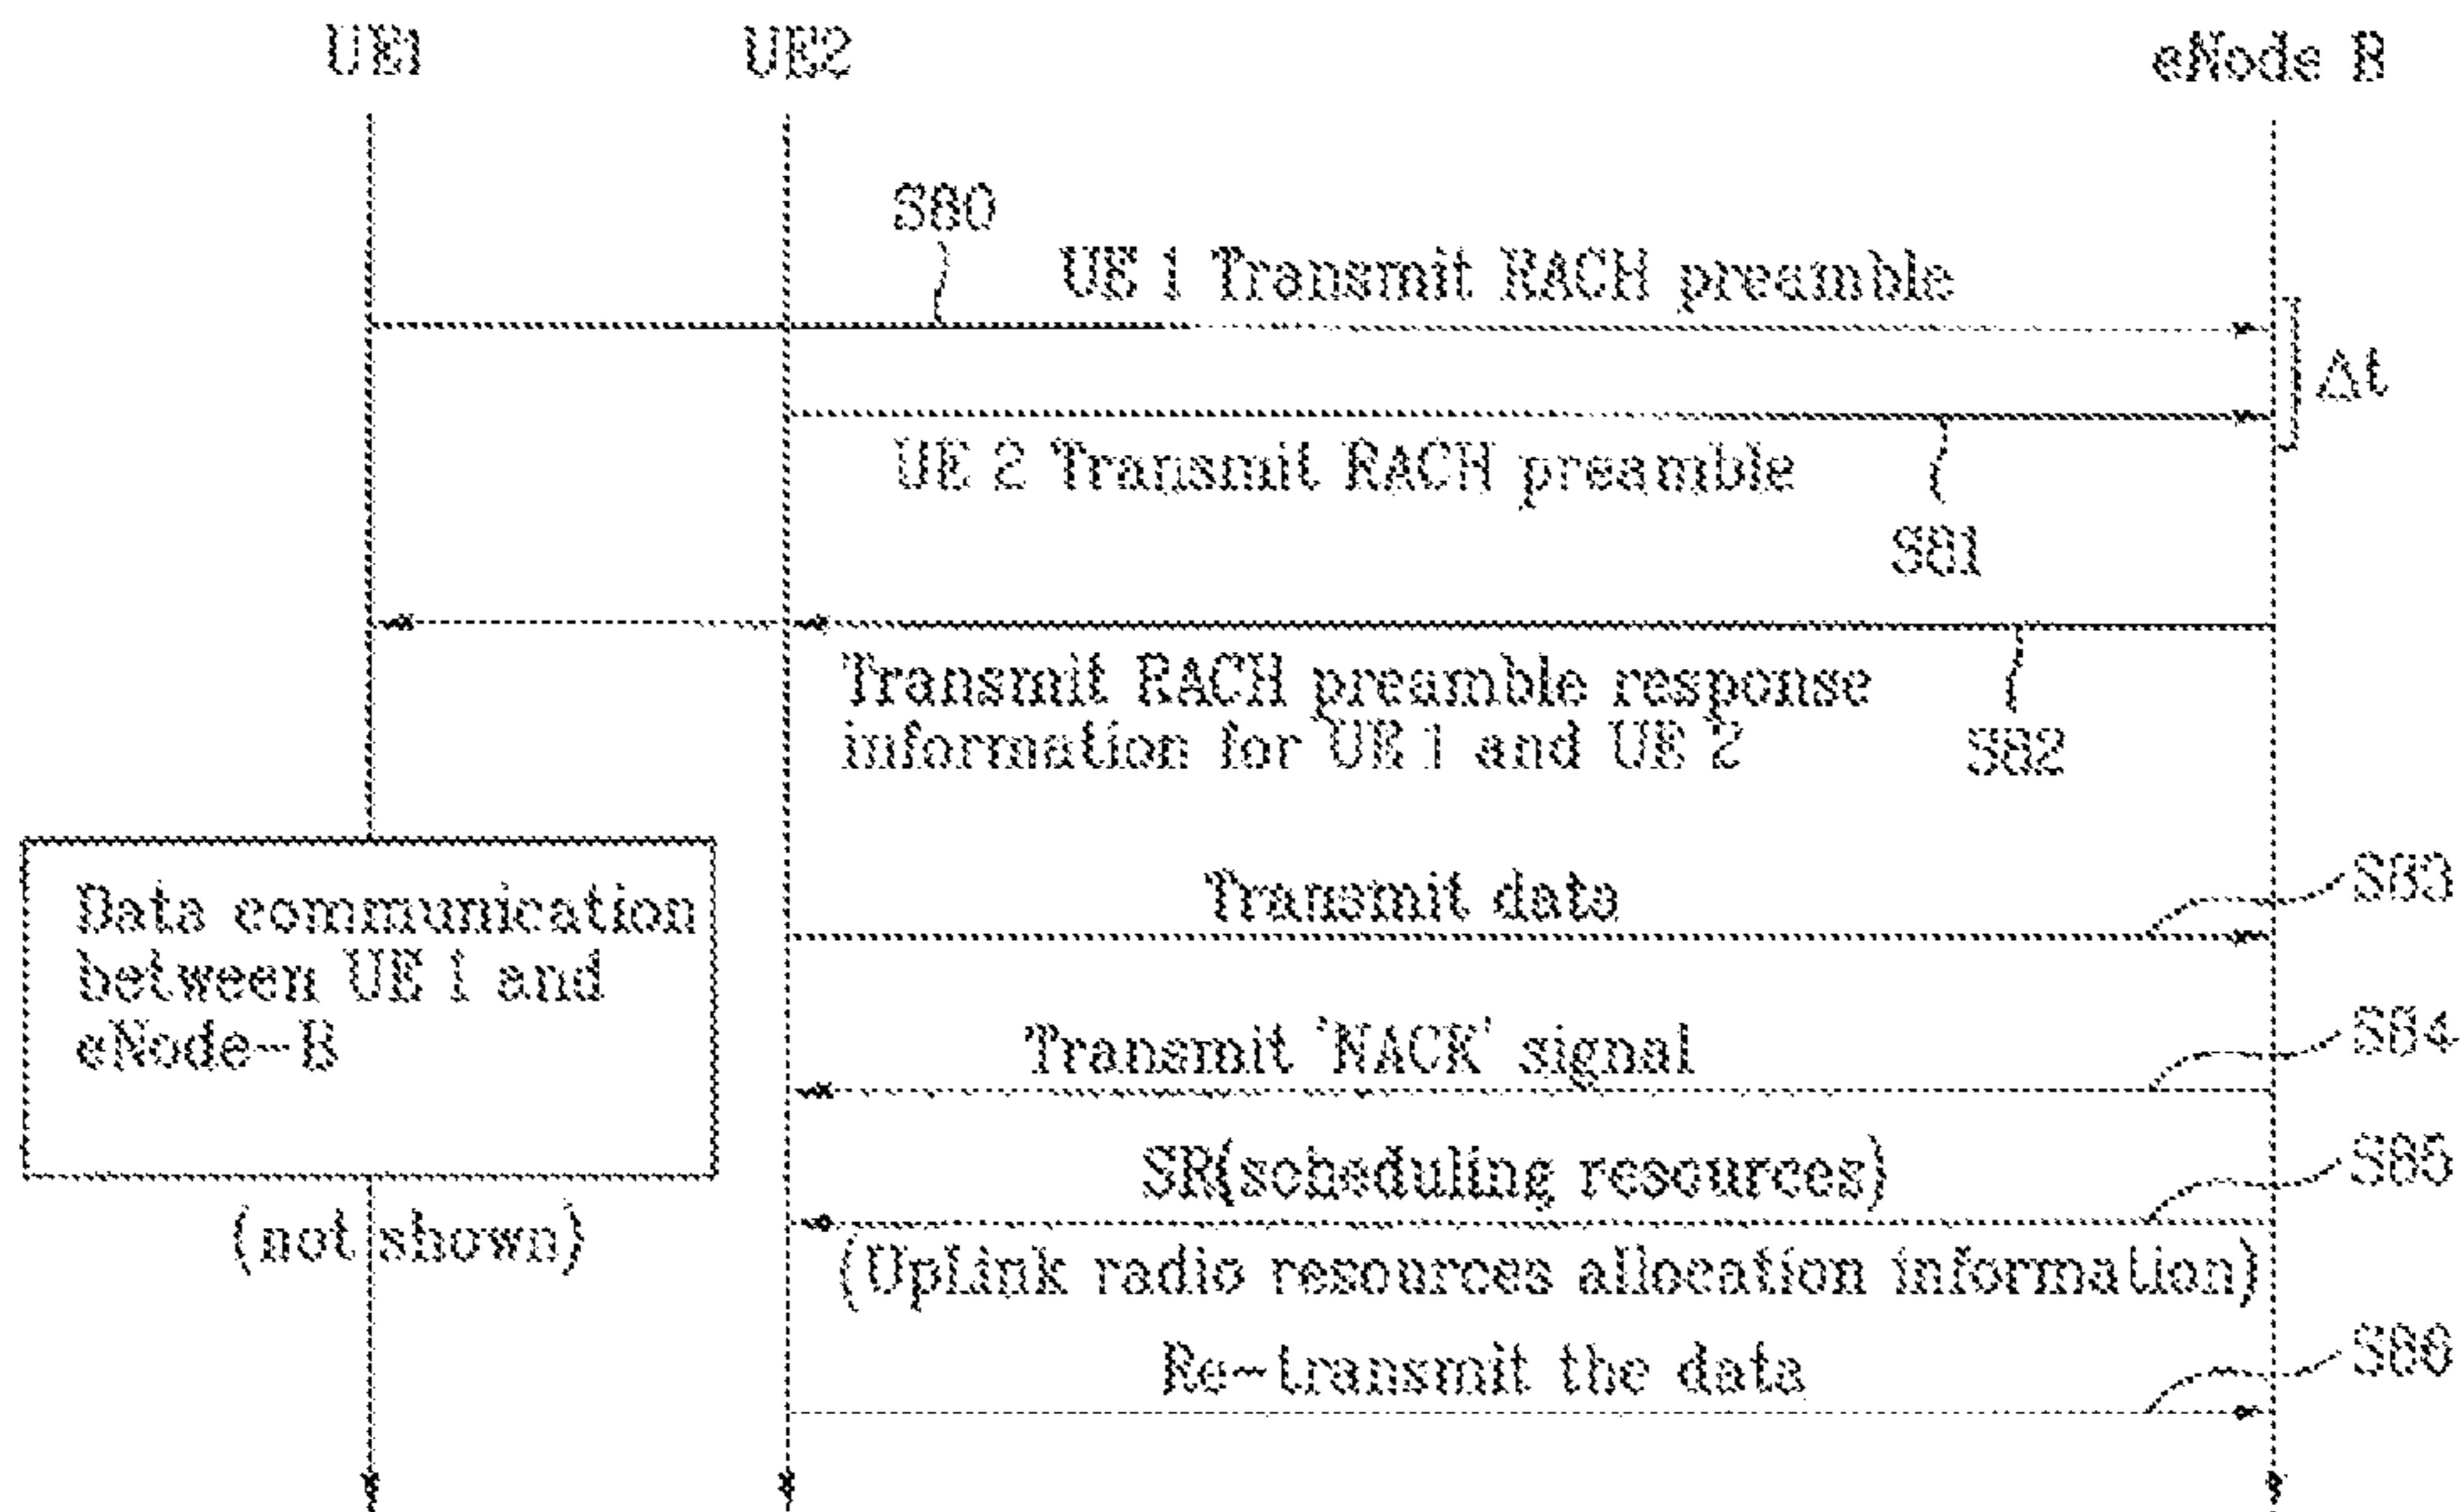 UE1
UE2
eNode B
S80
UE 1 Transmit RACH preamble
Δt
UE 2 Transmit RACH preamble
S81
Transmit RACH preamble response
information for UE 1 and UE 2
S82
Data communication
between UE 1 and
eNode-B
(not shown)
Transmit data
S83
Transmit 'NACK' signal
S84
SR(scheduling resources)
S85
(UpLink radio resources allocation information)
Re-transmit the data
S86